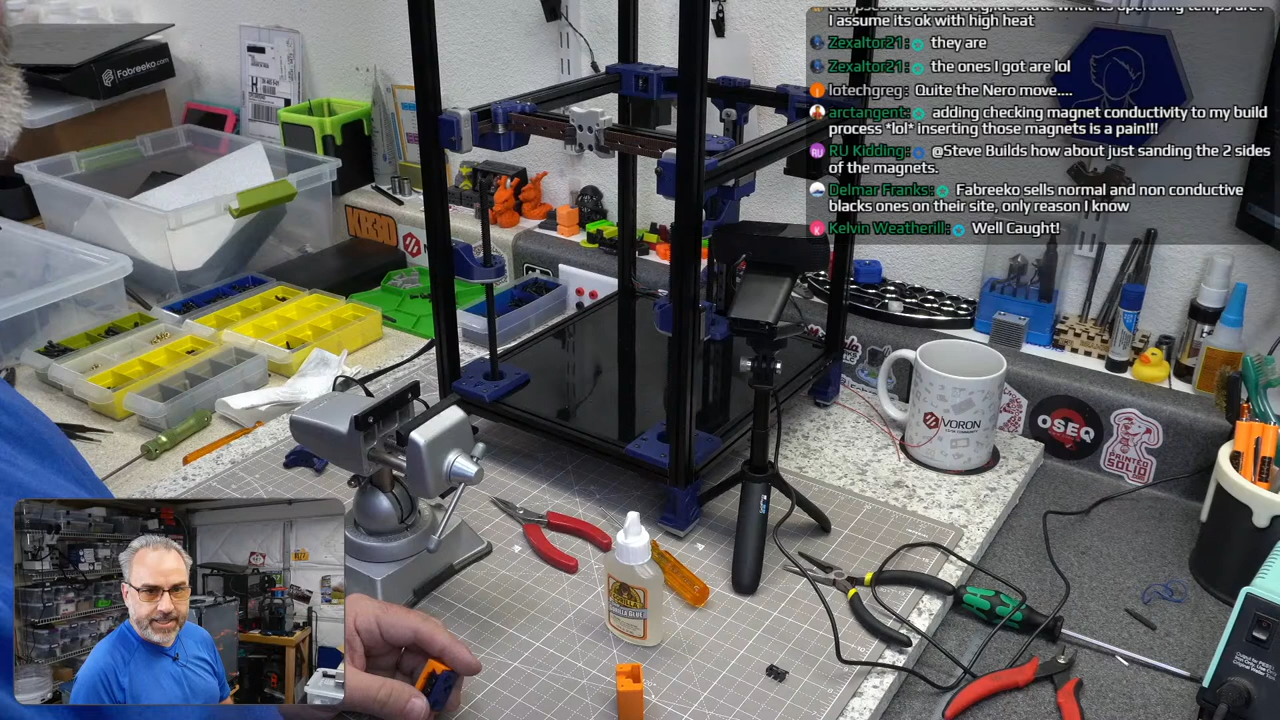 I assume its ok with high heat
Zexaltor21: they are
Zexaltor21: the ones I got are lol
lotechgreg: Quite the Nero move....
arctangent: adding checking magnet conductivity to my build
process *lol* Inserting those magnets is a pain!!!
RU RU Kidding: @Steve Builds how about just sanding the 2 sides
of the magnets.
Delmar Franks: Fabreeko sells normal and non conductive
blacks ones on their site, only reason I know
K Kelvin Weatherill: Well Caught!
Fabreeko.com
KB3D
VORON
OSEQ
PRINTED
SOLID
GORILLA
GORILLA GLUE